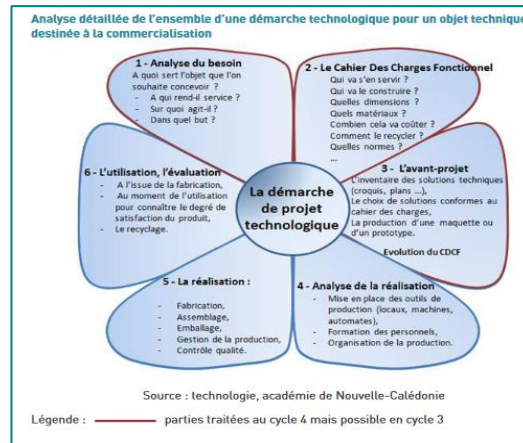 Analyse détaillée de l'ensemble d'une démarche technologique pour un objet technique
destinée à la commercialisation
1 - Analyse du besoin
A quoi sert l'objet que l'on
souhaite concevoir ?
- A qui rend-il service ?
- Sur quoi agit-il ?
- Dans quel but ?
2 - Le Cahier Des Charges Fonctionnel
Qui va s'en servir ?
Qui va le construire ?
Quelles dimensions ?
Quels matériaux ?
Combien cela va coûter ?
Comment le recycler ?
Quelles normes ?
...
3 - L'avant-projet
L'inventaire des solutions techniques
(croquis, plans ...),
Le choix de solutions conformes au
cahier des charges,
La production d'une maquette ou
d'un prototype.
Evolution du CDCF
4 - Analyse de la réalisation
- Mise en place des outils de
production (locaux, machines,
automates),
- Formation des personnels,
- Organisation de la production.
5 - La réalisation :
- Fabrication,
- Assemblage,
- Emballage,
- Gestion de la production,
- Contrôle qualité.
6 - L'utilisation, l'évaluation
- A l'issue de la fabrication,
- Au moment de l'utilisation
pour connaître le degré de
satisfaction du produit,
- Le recyclage.
La démarche
de projet
technologique
Source : technologie, académie de Nouvelle-Calédonie
Légende : parties traitées au cycle 4 mais possible en cycle 3